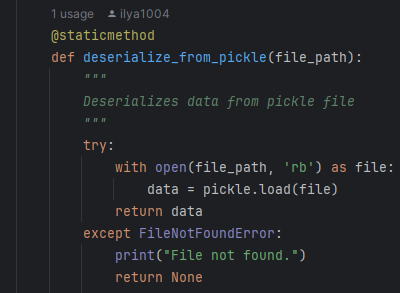 1 usage ilya1004
@staticmethod
def deserialize_from_pickle(file_path):
    """
    Deserializes data from pickle file
    """
    try:
        with open(file_path, 'rb') as file:
            data = pickle.load(file)
        return data
    except FileNotFoundError:
        print("File not found.")
        return None